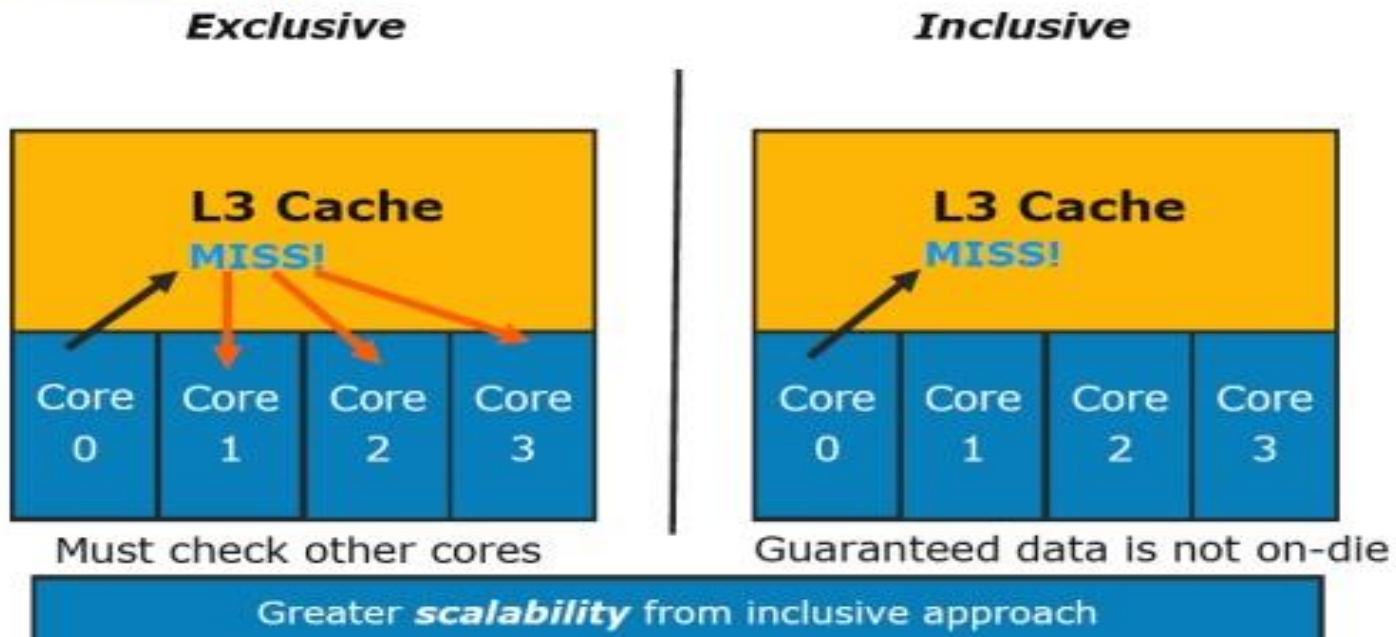 Exclusive
Inclusive
L3 Cache
MISS!
Core
0
Core
1
Core
2
Core
3
Must check other cores
L3 Cache
MISS!
Core
0
Core
1
Core
2
Core
3
Guaranteed data is not on-die
Greater scalability from inclusive approach